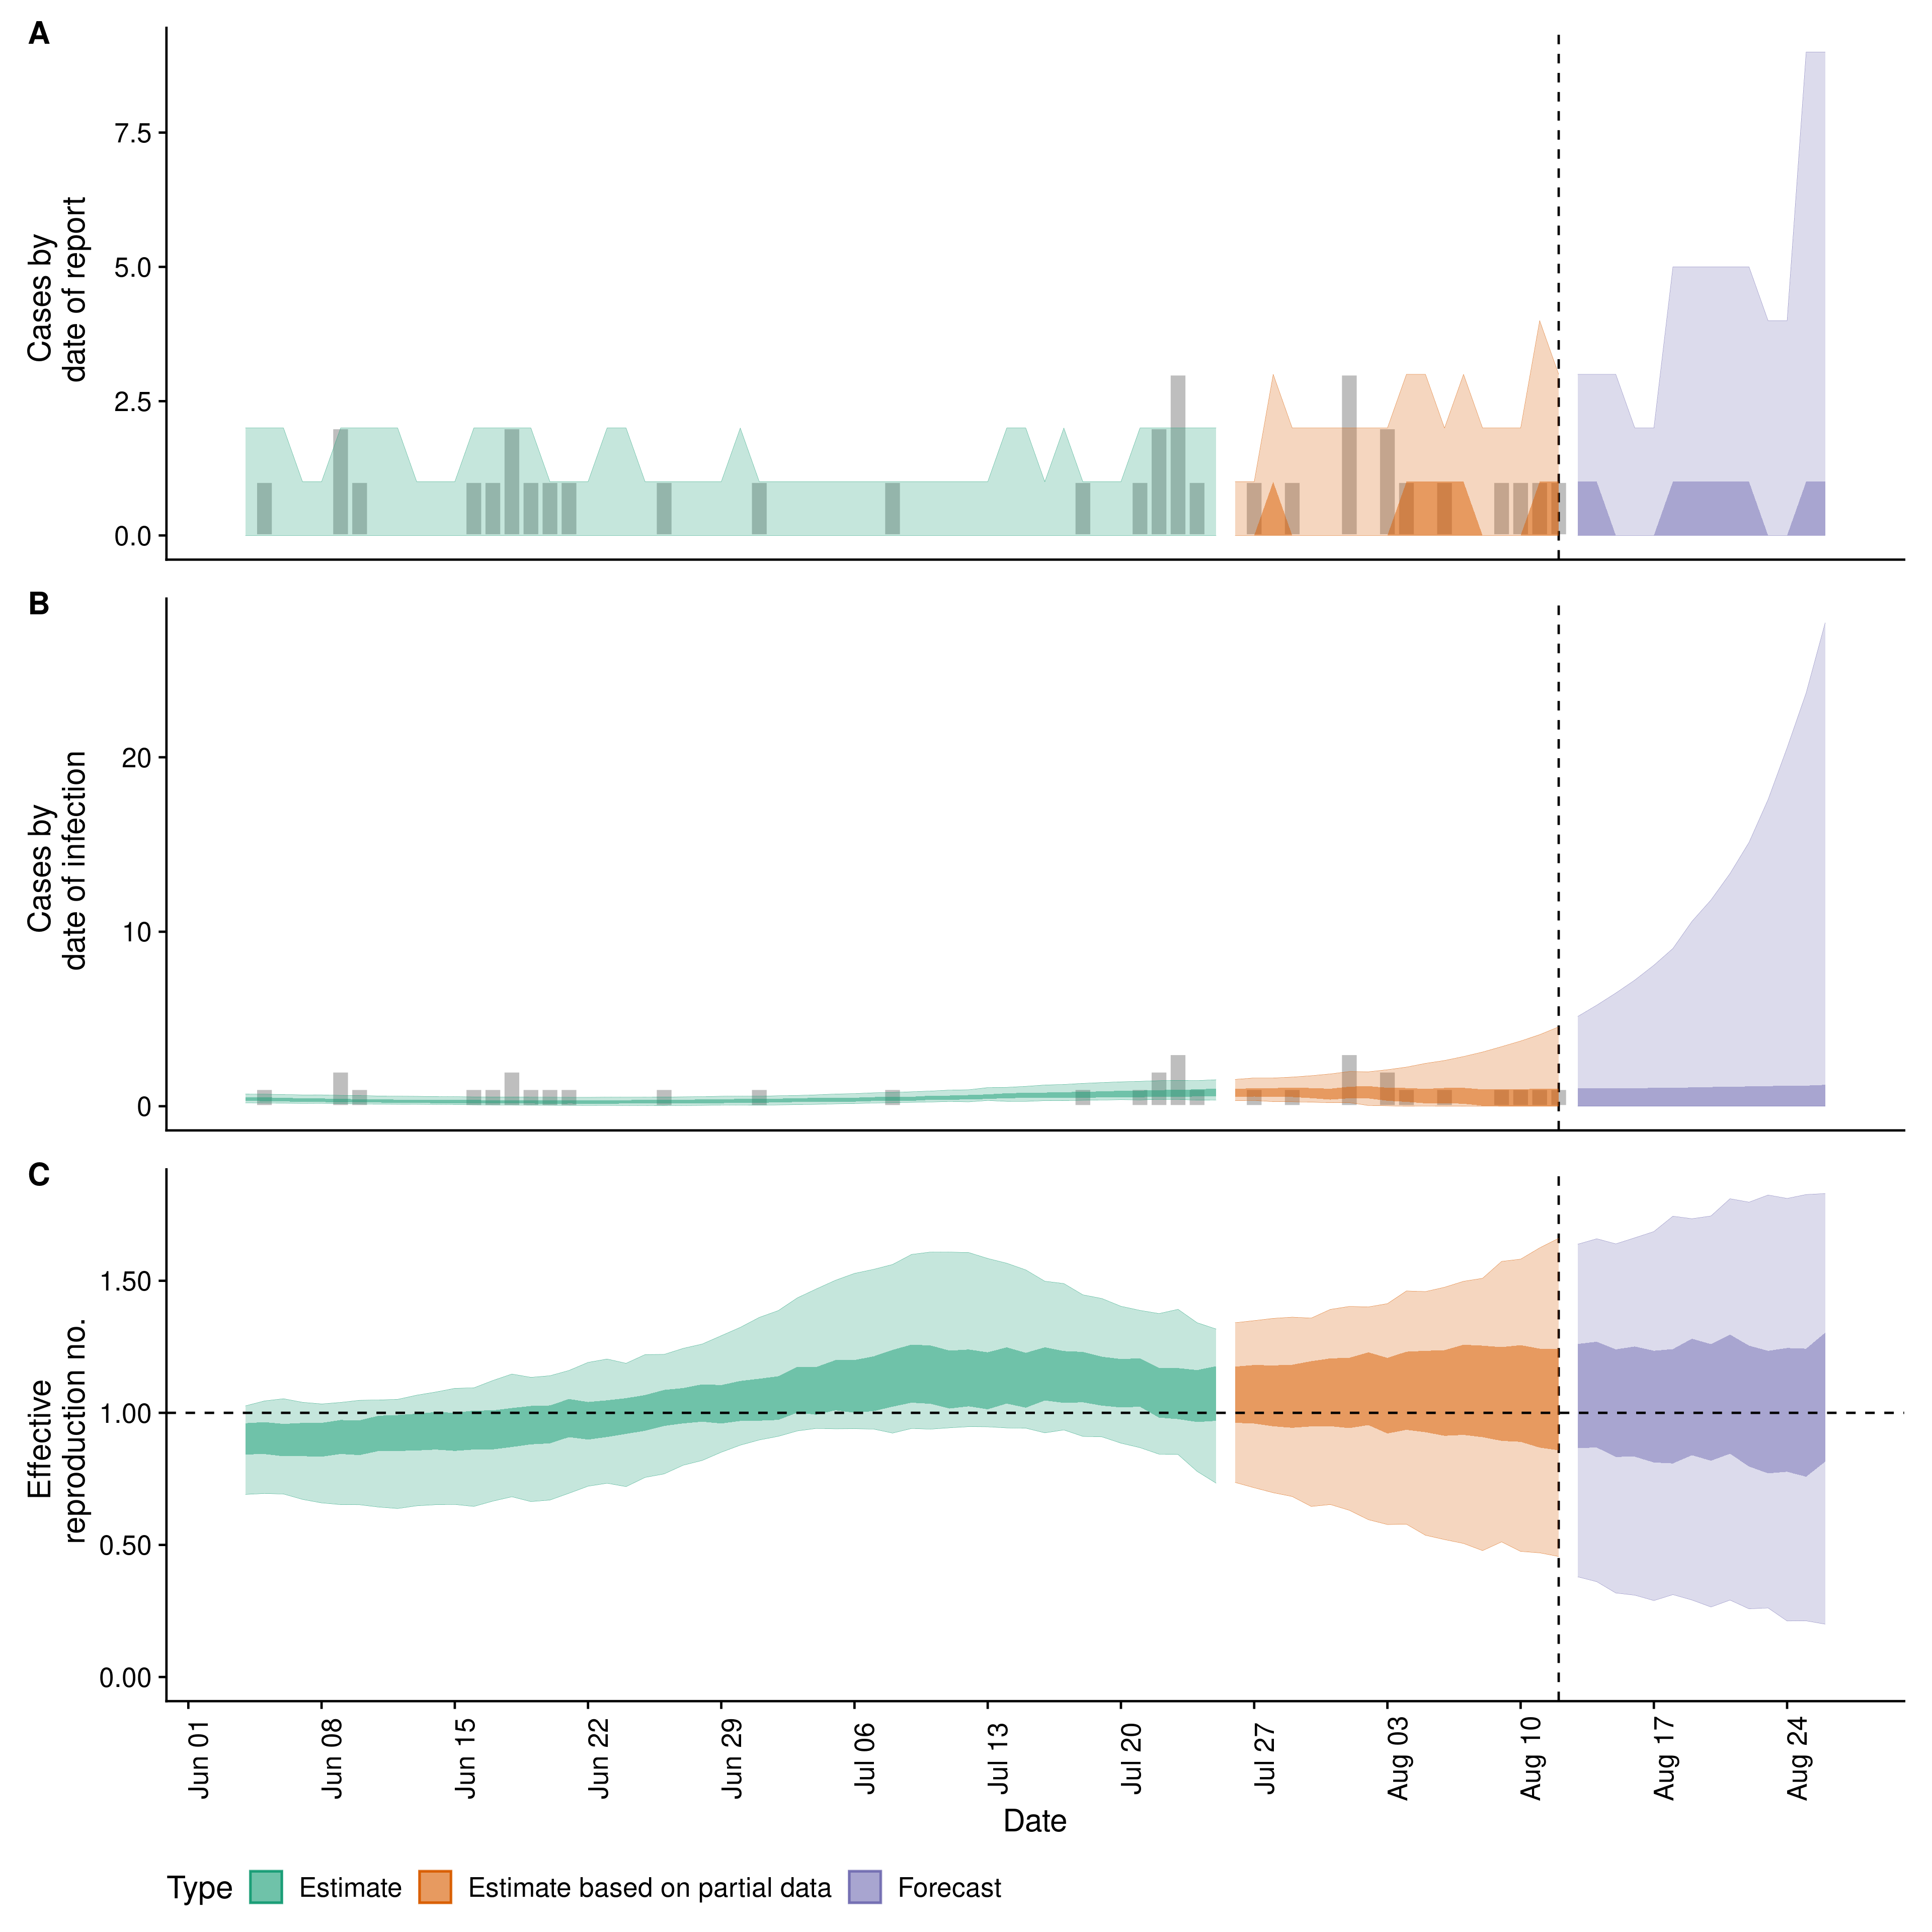 A
Cases by
date of report
7.5
5.0
2.5
0.0
B
Cases by
date of infection
20
10
0
C
Effective
reproduction no.
1.50
1.00
0.50
0.00
Jun 01
Jun 08
Jun 15
Jun 22
Jun 29
Jul 06
Jul 13
Jul 20
Jul 27
Aug 03
Aug 10
Aug 17
Aug 24
Date
Type Estimate Estimate based on partial data Forecast